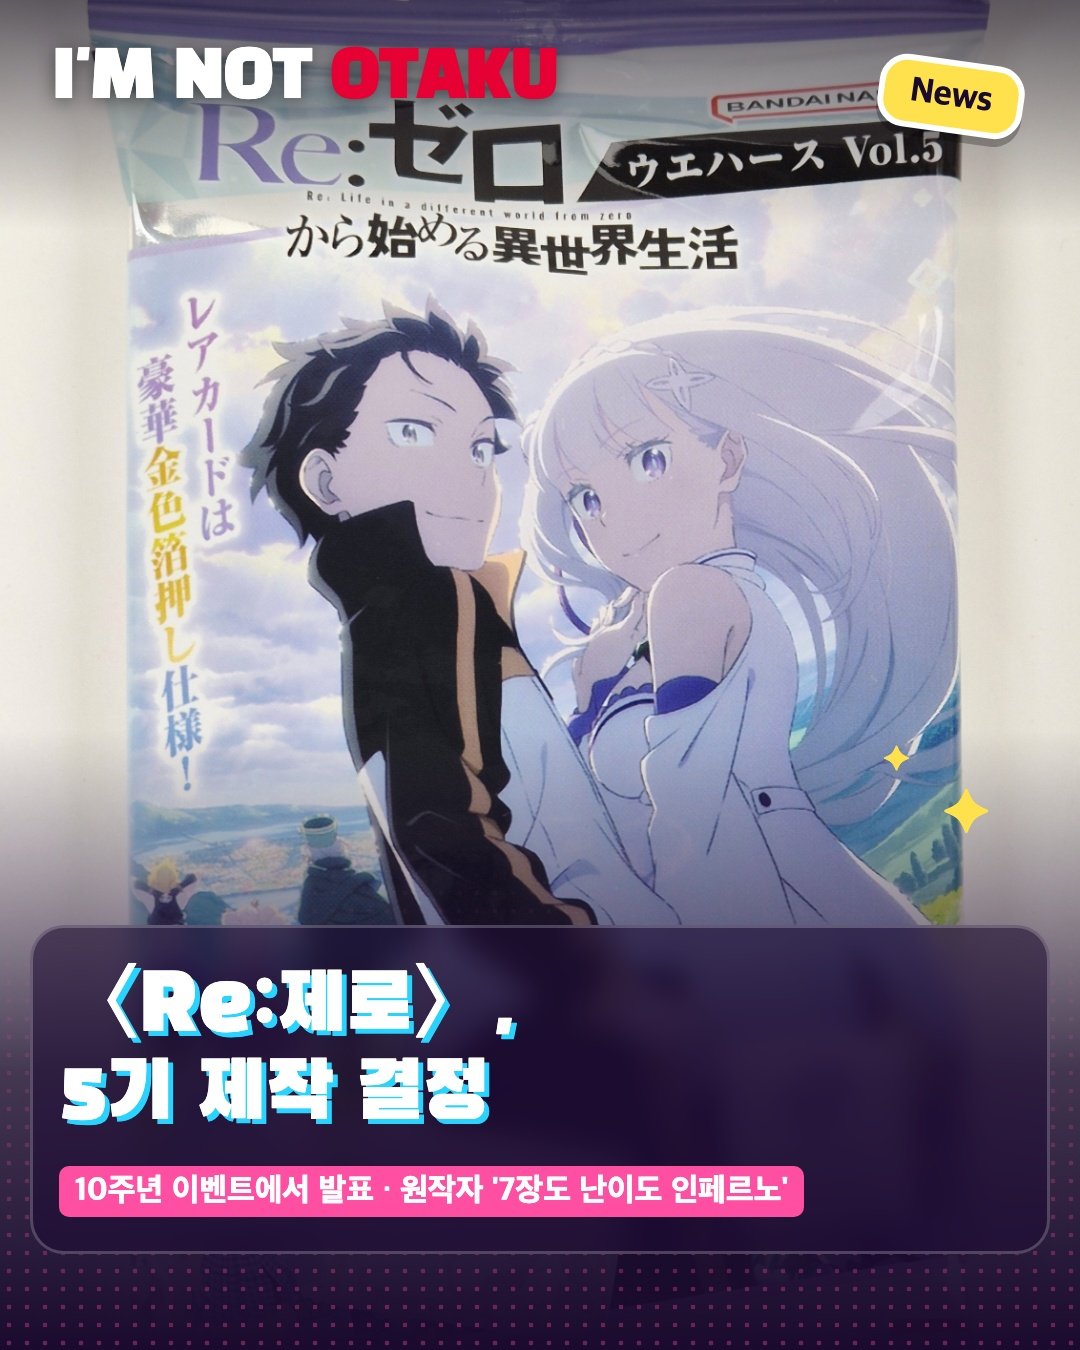 I'M NOT OTAKU
News
BANDAI NA
Re:ゼロ
ウエハース Vol.5
Re: Life in a different world from zero
から始める異世界生活
レアカードは
豪華金色箔押し仕様!
〈Re:제로〉,
5기 제작 결정
10주년 이벤트에서 발표 · 원작자 '7장도 난이도 인페르노'